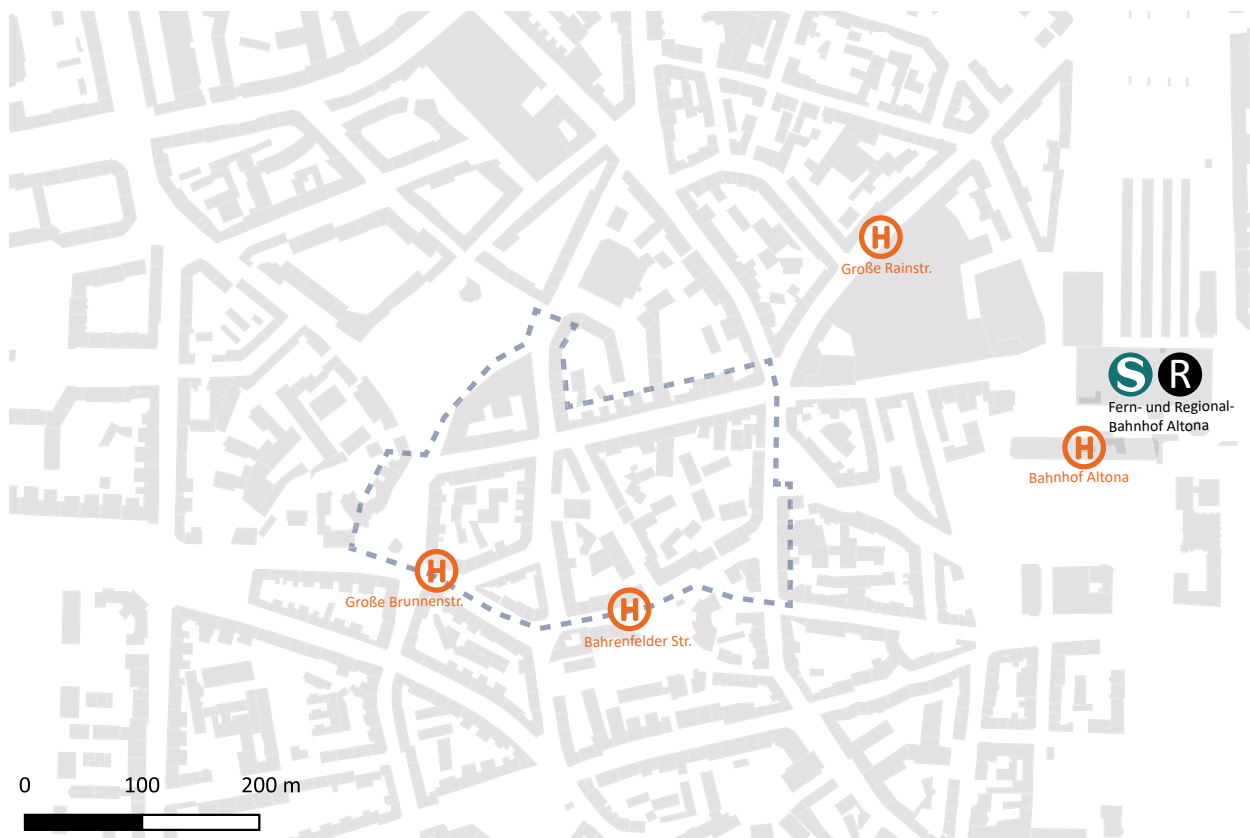 H
Große Rainstr.
S R
Fern- und Regional-
Bahnhof Altona
H
Bahnhof Altona
H
Große Brunnenstr.
H
Bahrenfelder Str.
0 100 200 m